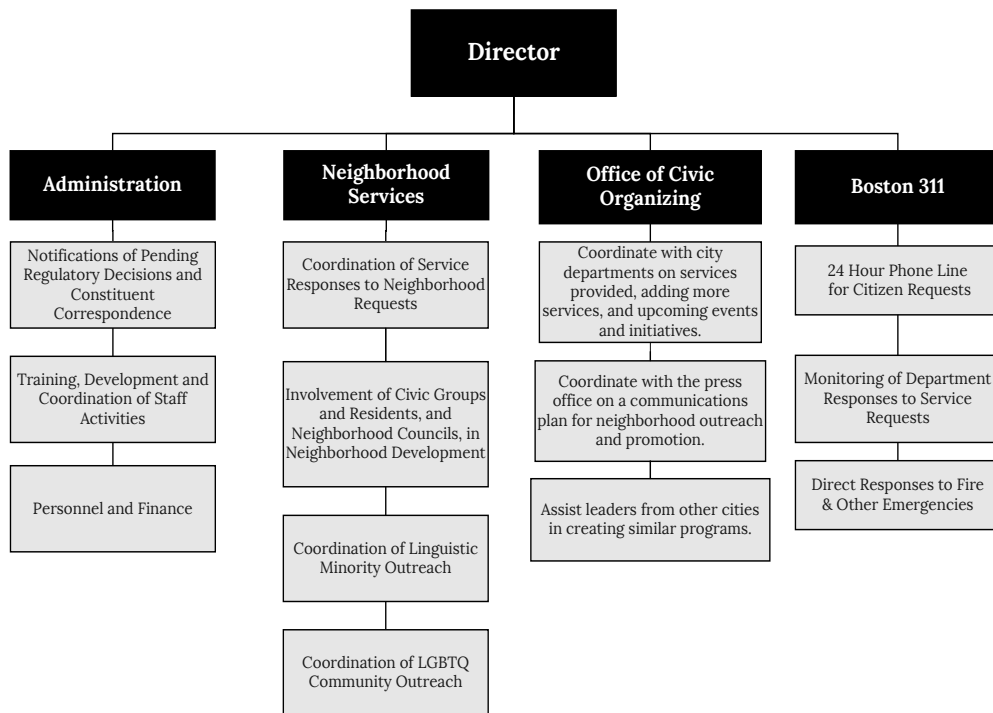 Director
Administration
Notifications of Pending
Regulatory Decisions and
Constituent
Correspondence
Training, Development and
Coordination of Staff
Activities
Personnel and Finance
Neighborhood
Services
Coordination of Service
Responses to Neighborhood
Requests
Involvement of Civic Groups
and Residents, and
Neighborhood Councils, in
Neighborhood Development
Coordination of Linguistic
Minority Outreach
Coordination of LGBTQ
Community Outreach
Office of Civic
Organizing
Coordinate with city
departments on services
provided, adding more
services, and upcoming events
and initiatives.
Coordinate with the press
office on a communications
plan for neighborhood outreach
and promotion.
Assist leaders from other cities
in creating similar programs.
Boston 311
24 Hour Phone Line
for Citizen Requests
Monitoring of Department
Responses to Service
Requests
Direct Responses to Fire
& Other Emergencies